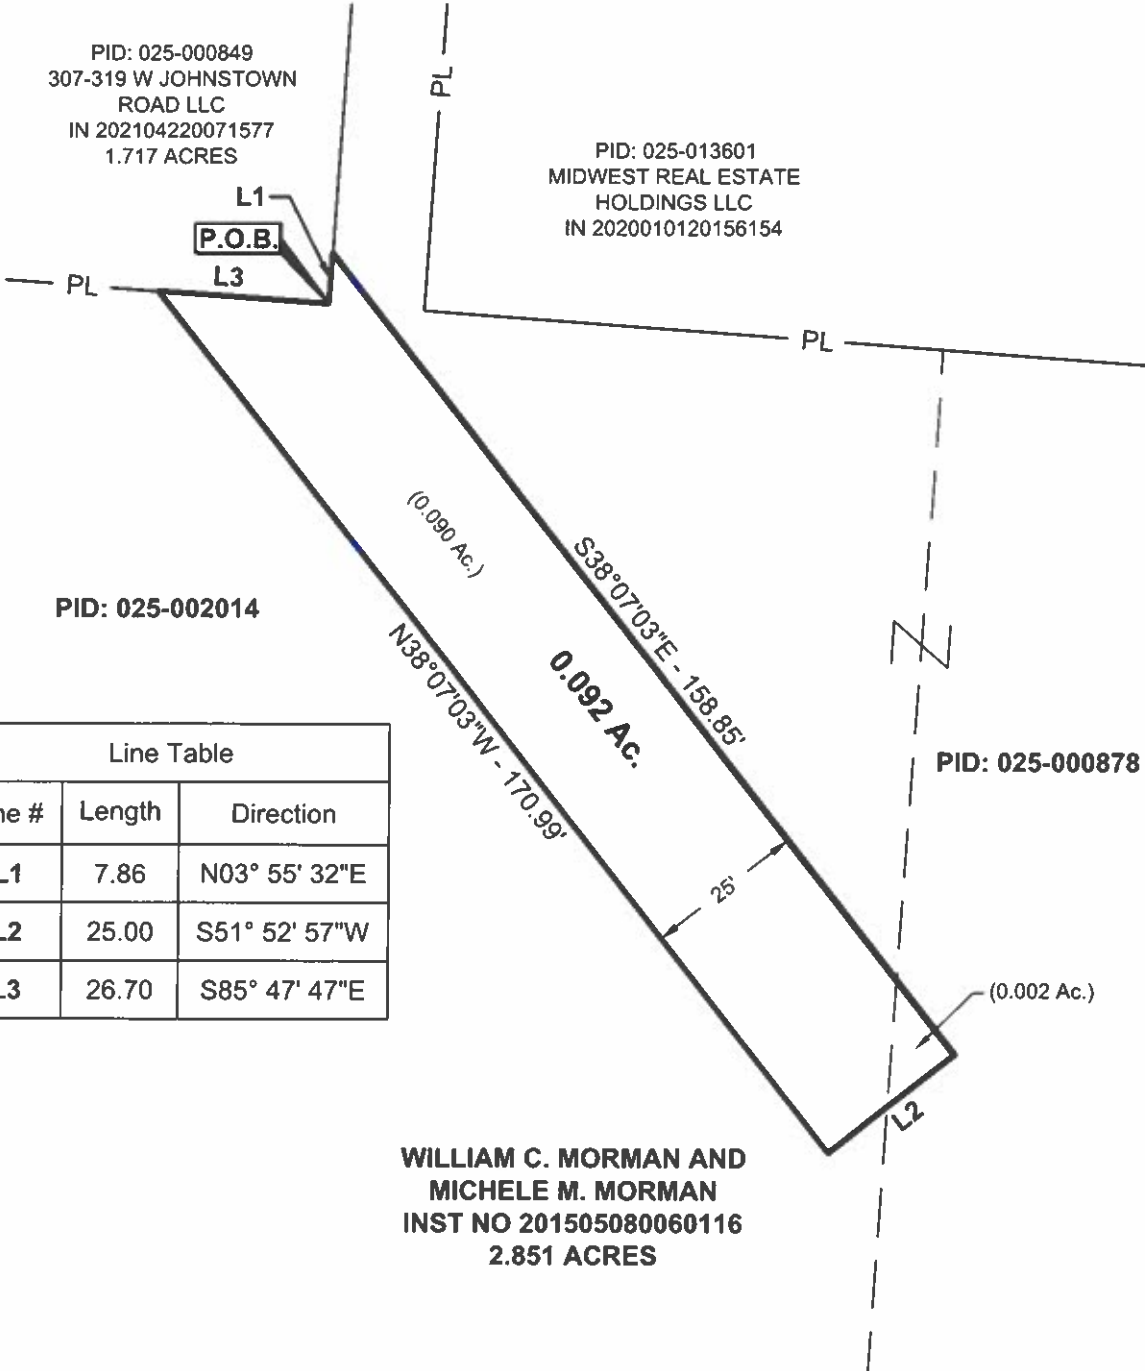 PID: 025-000849
307-319 W JOHNSTOWN
ROAD LLC
IN 202104220071577
1.717 ACRES
PL
PID: 025-013601
MIDWEST REAL ESTATE
HOLDINGS LLC
IN 2020010120156154
L1
P.O.B.
L3
PL
PL
(0.090 Ac.)
S38°07'03"E - 158.85'
PID: 025-002014
N38°07'03"W - 170.99'
0.092 Ac.
PID: 025-000878
Line Table
ne # Length Direction
L1 7.86 N03° 55' 32"E
L2 25.00 S51° 52' 57"W
L3 26.70 S85° 47' 47"E
25'
(0.002 Ac.)
L2
WILLIAM C. MORMAN AND
MICHELE M. MORMAN
INST NO 201505080060116
2.851 ACRES